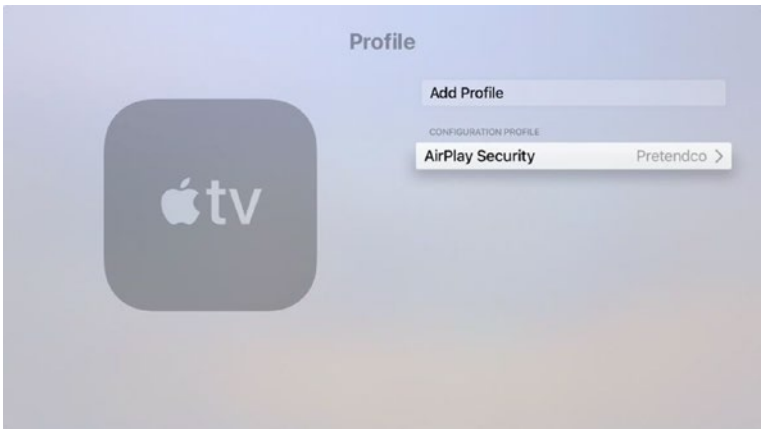 Profile
Add Profile
CONFIGURATION PROFILE
AirPlay Security Pretendco >
tv